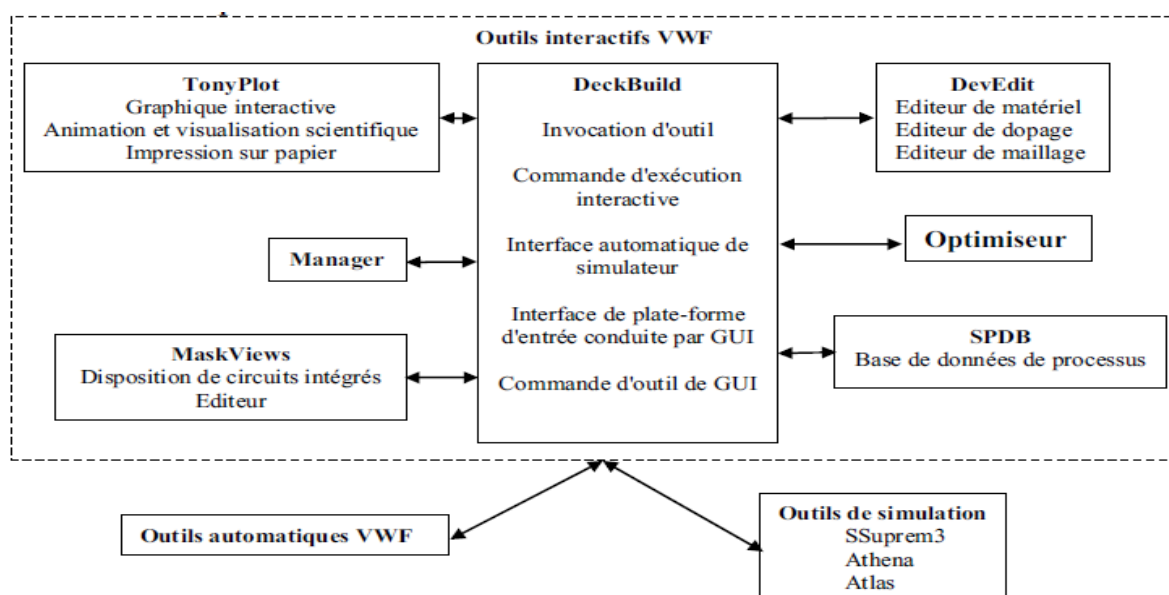 Outils interactifs VWF
TonyPlot
Graphique interactive
Animation et visualisation scientifique
Impression sur papier
Manager
MaskViews
Disposition de circuits intégrés
Editeur
DeckBuild
Invocation d'outil
Commande d'exécution
interactive
Interface automatique de
simulateur
Interface de plate-forme
d'entrée conduite par GUI
Commande d'outil de GUI
DevEdit
Editeur de matériel
Editeur de dopage
Editeur de maillage
Optimiseur
SPDB
Base de données de processus
Outils automatiques VWF
Outils de simulation
SSuprem3
Athena
Atlas